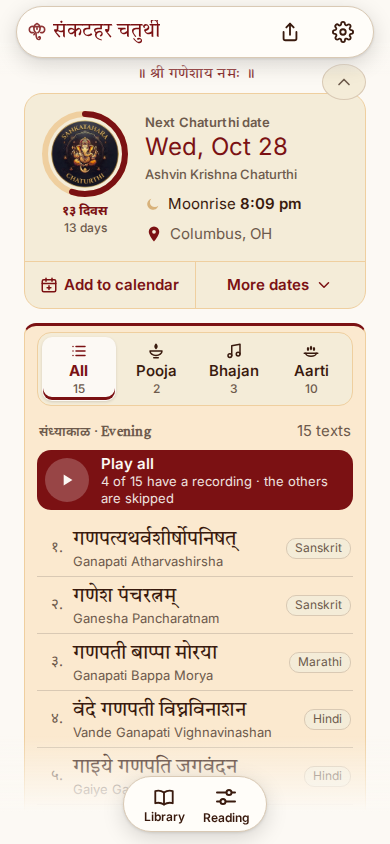 संकटहर चतुर्थी
॥ श्री गणेशाय नमः ॥
SANKATAHARA
CHATURTHI
१३ दिवस
13 days
Next Chaturthi date
Wed, Oct 28
Ashvin Krishna Chaturthi
Moonrise 8:09 pm
Columbus, OH
Add to calendar
More dates
All
15
Pooja
2
Bhajan
3
Aarti
10
संध्याकाळ · Evening
15 texts
Play all
4 of 15 have a recording · the others
are skipped
१. गणपत्यथर्वशीर्षोपनिषत्
Ganapati Atharvashirsha
Sanskrit
२. गणेश पंचरत्नम्
Ganesha Pancharatnam
Sanskrit
३. गणपती बाप्पा मोरया
Ganapati Bappa Morya
Marathi
४. वंदे गणपती विघ्नविनाशन
Vande Ganapati Vighnavinashan
Hindi
५. गाइये गणपति जगवंदन
Gaiye
Hindi
Library
Reading